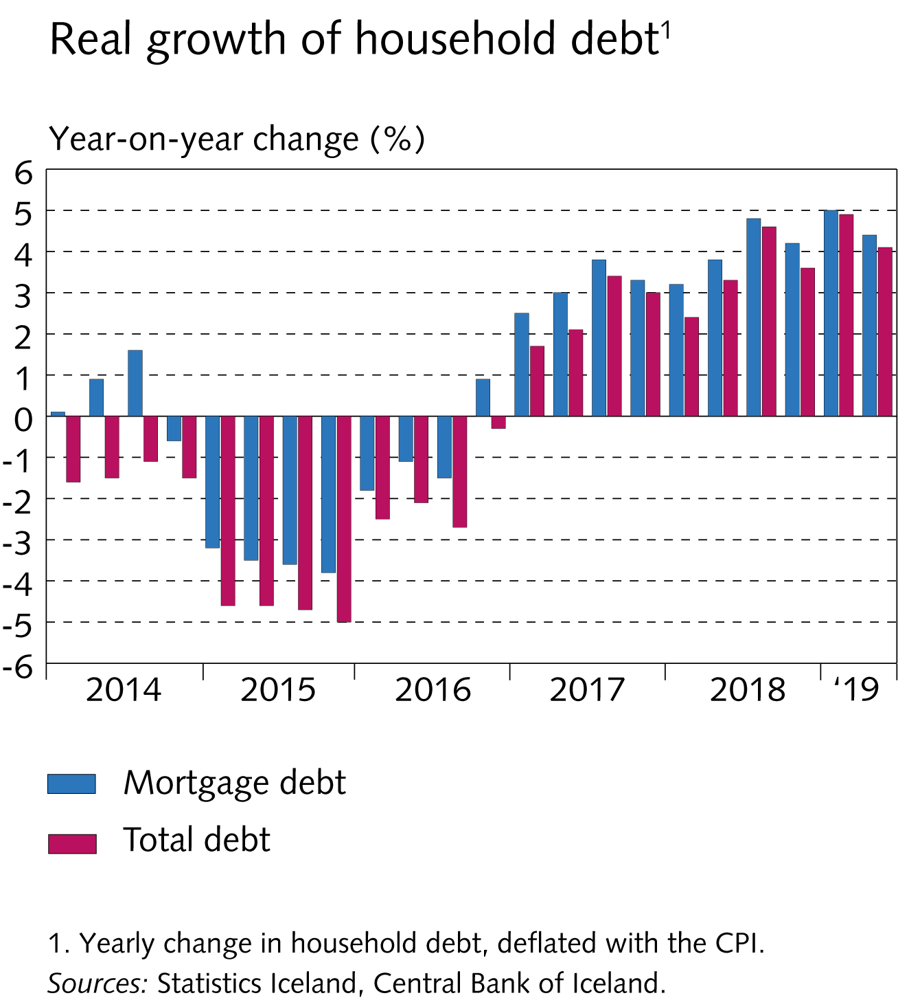 Real growth of household debt¹
Year-on-year change (%)
6
5
4
3
2
1
0
-1
-2
-3
-4
-5
-6
2014 2015 2016 2017 2018 ‘19
Mortgage debt
Total debt
1. Yearly change in household debt, deflated with the CPI.
Sources: Statistics Iceland, Central Bank of Iceland.